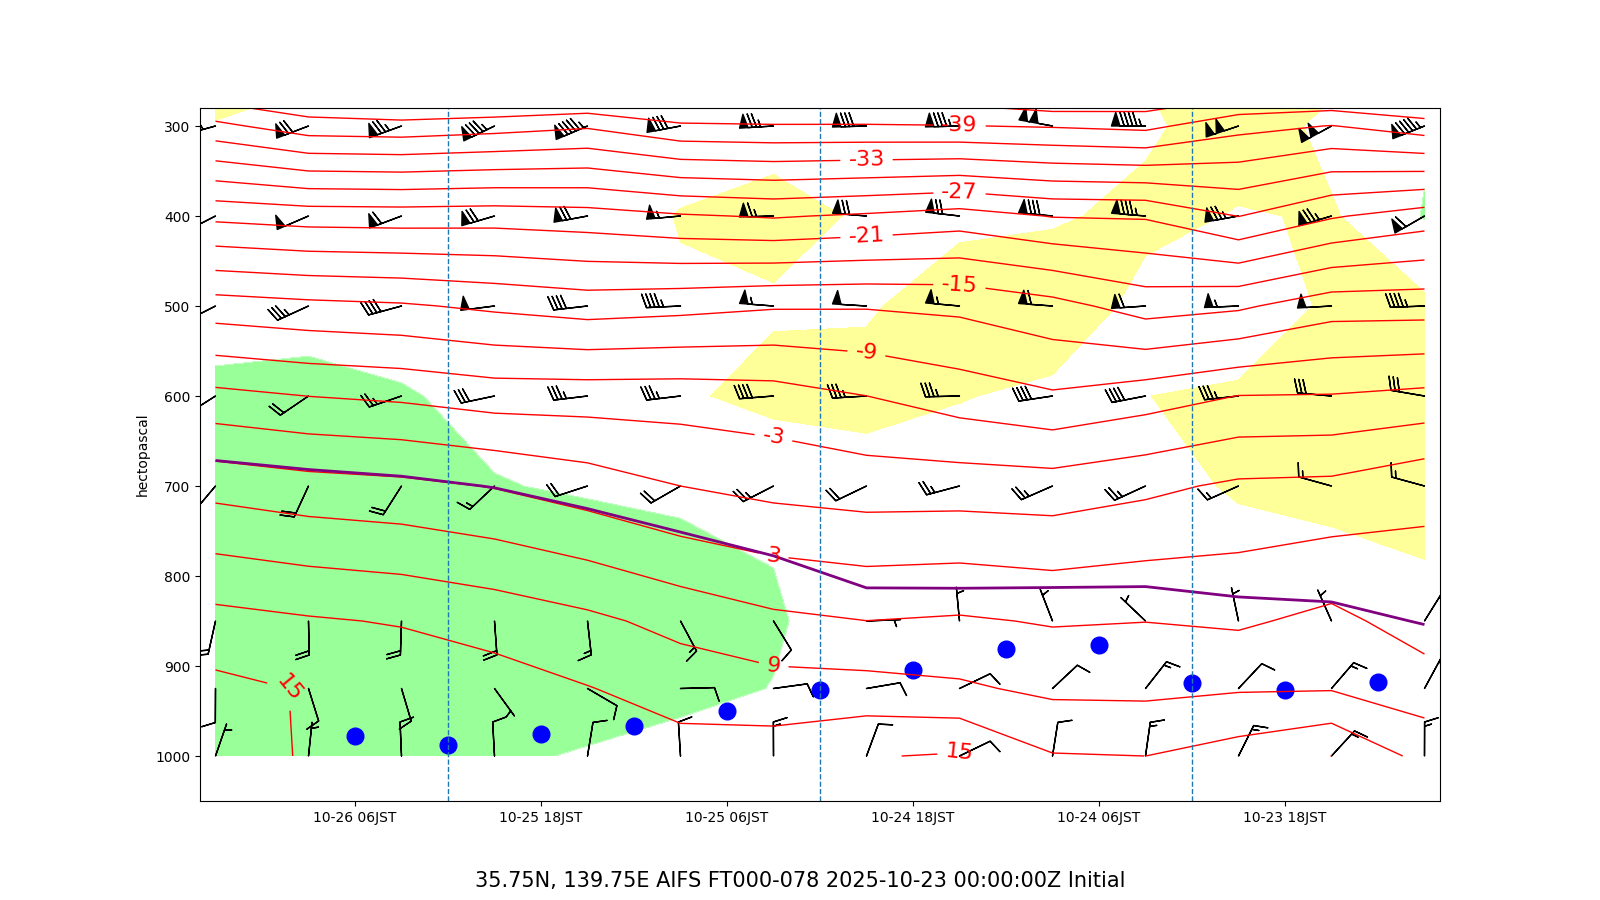 300
400
500
600
700
800
900
1000
hectopascal
-39
-33
-27
-21
-15
-9
-3
3
9
15
15
10-26 06JST
10-25 18JST
10-25 06JST
10-24 18JST
10-24 06JST
10-23 18JST
35.75N, 139.75E AIFS FT000-078 2025-10-23 00:00:00Z Initial